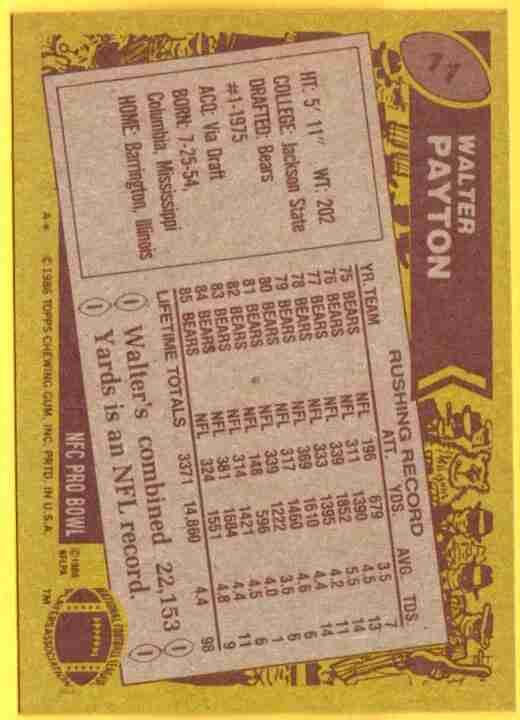 11
WALTER
PAYTON
HT: 5' 11" WT: 202
COLLEGE: Jackson State
DRAFTED: Bears
#1-1975
ACQ: Via Draft
BORN: 7-25-54,
Columbia, Mississippi
HOME: Barrington, Illinois
RUSHING RECORD
YR. TEAM ATT. YDS. AVG. TDS.
75 BEARS NFL 196 679 3.5 7
76 BEARS NFL 311 1390 4.5 13
77 BEARS NFL 339 1852 5.5 14
78 BEARS NFL 333 1395 4.2 11
79 BEARS NFL 369 1610 4.4 14
80 BEARS NFL 317 1460 4.6 6
81 BEARS NFL 339 1222 3.6 6
82 BEARS NFL 148 596 4.0 1
83 BEARS NFL 314 1421 4.5 6
84 BEARS NFL 381 1684 4.4 11
85 BEARS NFL 324 1551 4.8 9
LIFETIME TOTALS 3371 14,860 4.4 98
Walter's combined 22,153
Yards is an NFL record.
NFC PRO BOWL
A* © 1986 TOPPS CHEWING GUM, INC. PRTD. IN U.S.A.
© 1986
NFLPA
TM